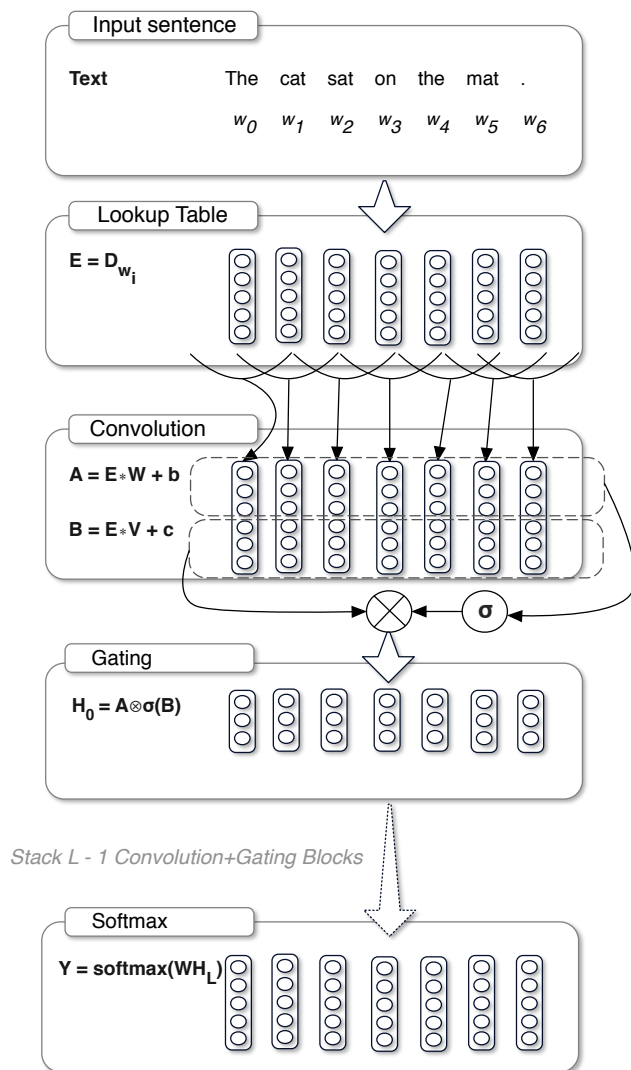 Input sentence
Text The cat sat on the mat .
w0 w1 w2 w3 w4 w5 w6
Lookup Table
E = Dwi
Convolution
A = E*W + b
B = E*V + c
σ
Gating
H0 = A⊗σ(B)
Stack L - 1 Convolution+Gating Blocks
Softmax
Y = softmax(WHL)